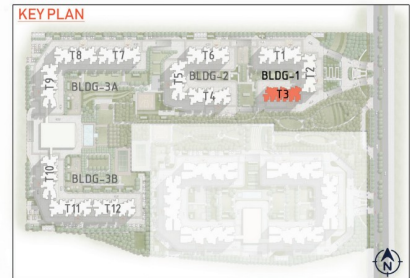 KEY PLAN
T8 T7 T6 T1
T9 BLDG-3A T5 BLDG-2 BLDG-1 T2
T4 T3
T10 BLDG-3B
T11 T12
N